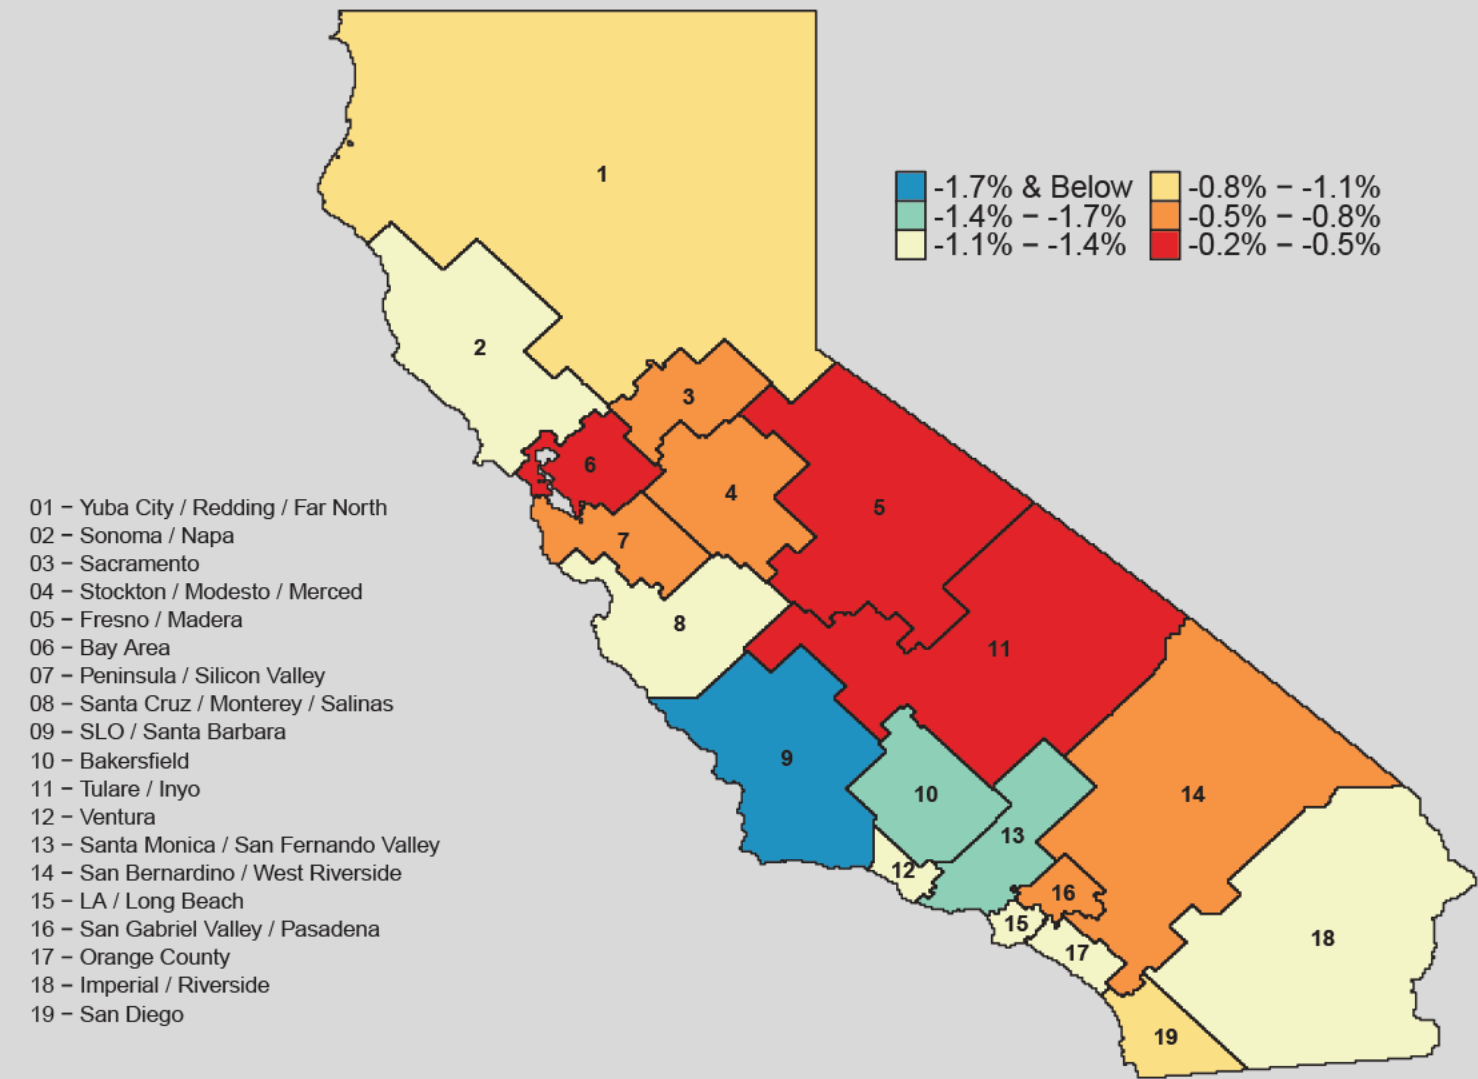 1
-1.7% & Below
-0.8% − -1.1%
-1.4% − -1.7%
-0.5% − -0.8%
-1.1% − -1.4%
-0.2% − -0.5%
2
3
6
4
5
7
8
11
9
10
14
13
12
16
15
17
18
19
01 − Yuba City / Redding / Far North
02 − Sonoma / Napa
03 − Sacramento
04 − Stockton / Modesto / Merced
05 − Fresno / Madera
06 − Bay Area
07 − Peninsula / Silicon Valley
08 − Santa Cruz / Monterey / Salinas
09 − SLO / Santa Barbara
10 − Bakersfield
11 − Tulare / Inyo
12 − Ventura
13 − Santa Monica / San Fernando Valley
14 − San Bernardino / West Riverside
15 − LA / Long Beach
16 − San Gabriel Valley / Pasadena
17 − Orange County
18 − Imperial / Riverside
19 − San Diego